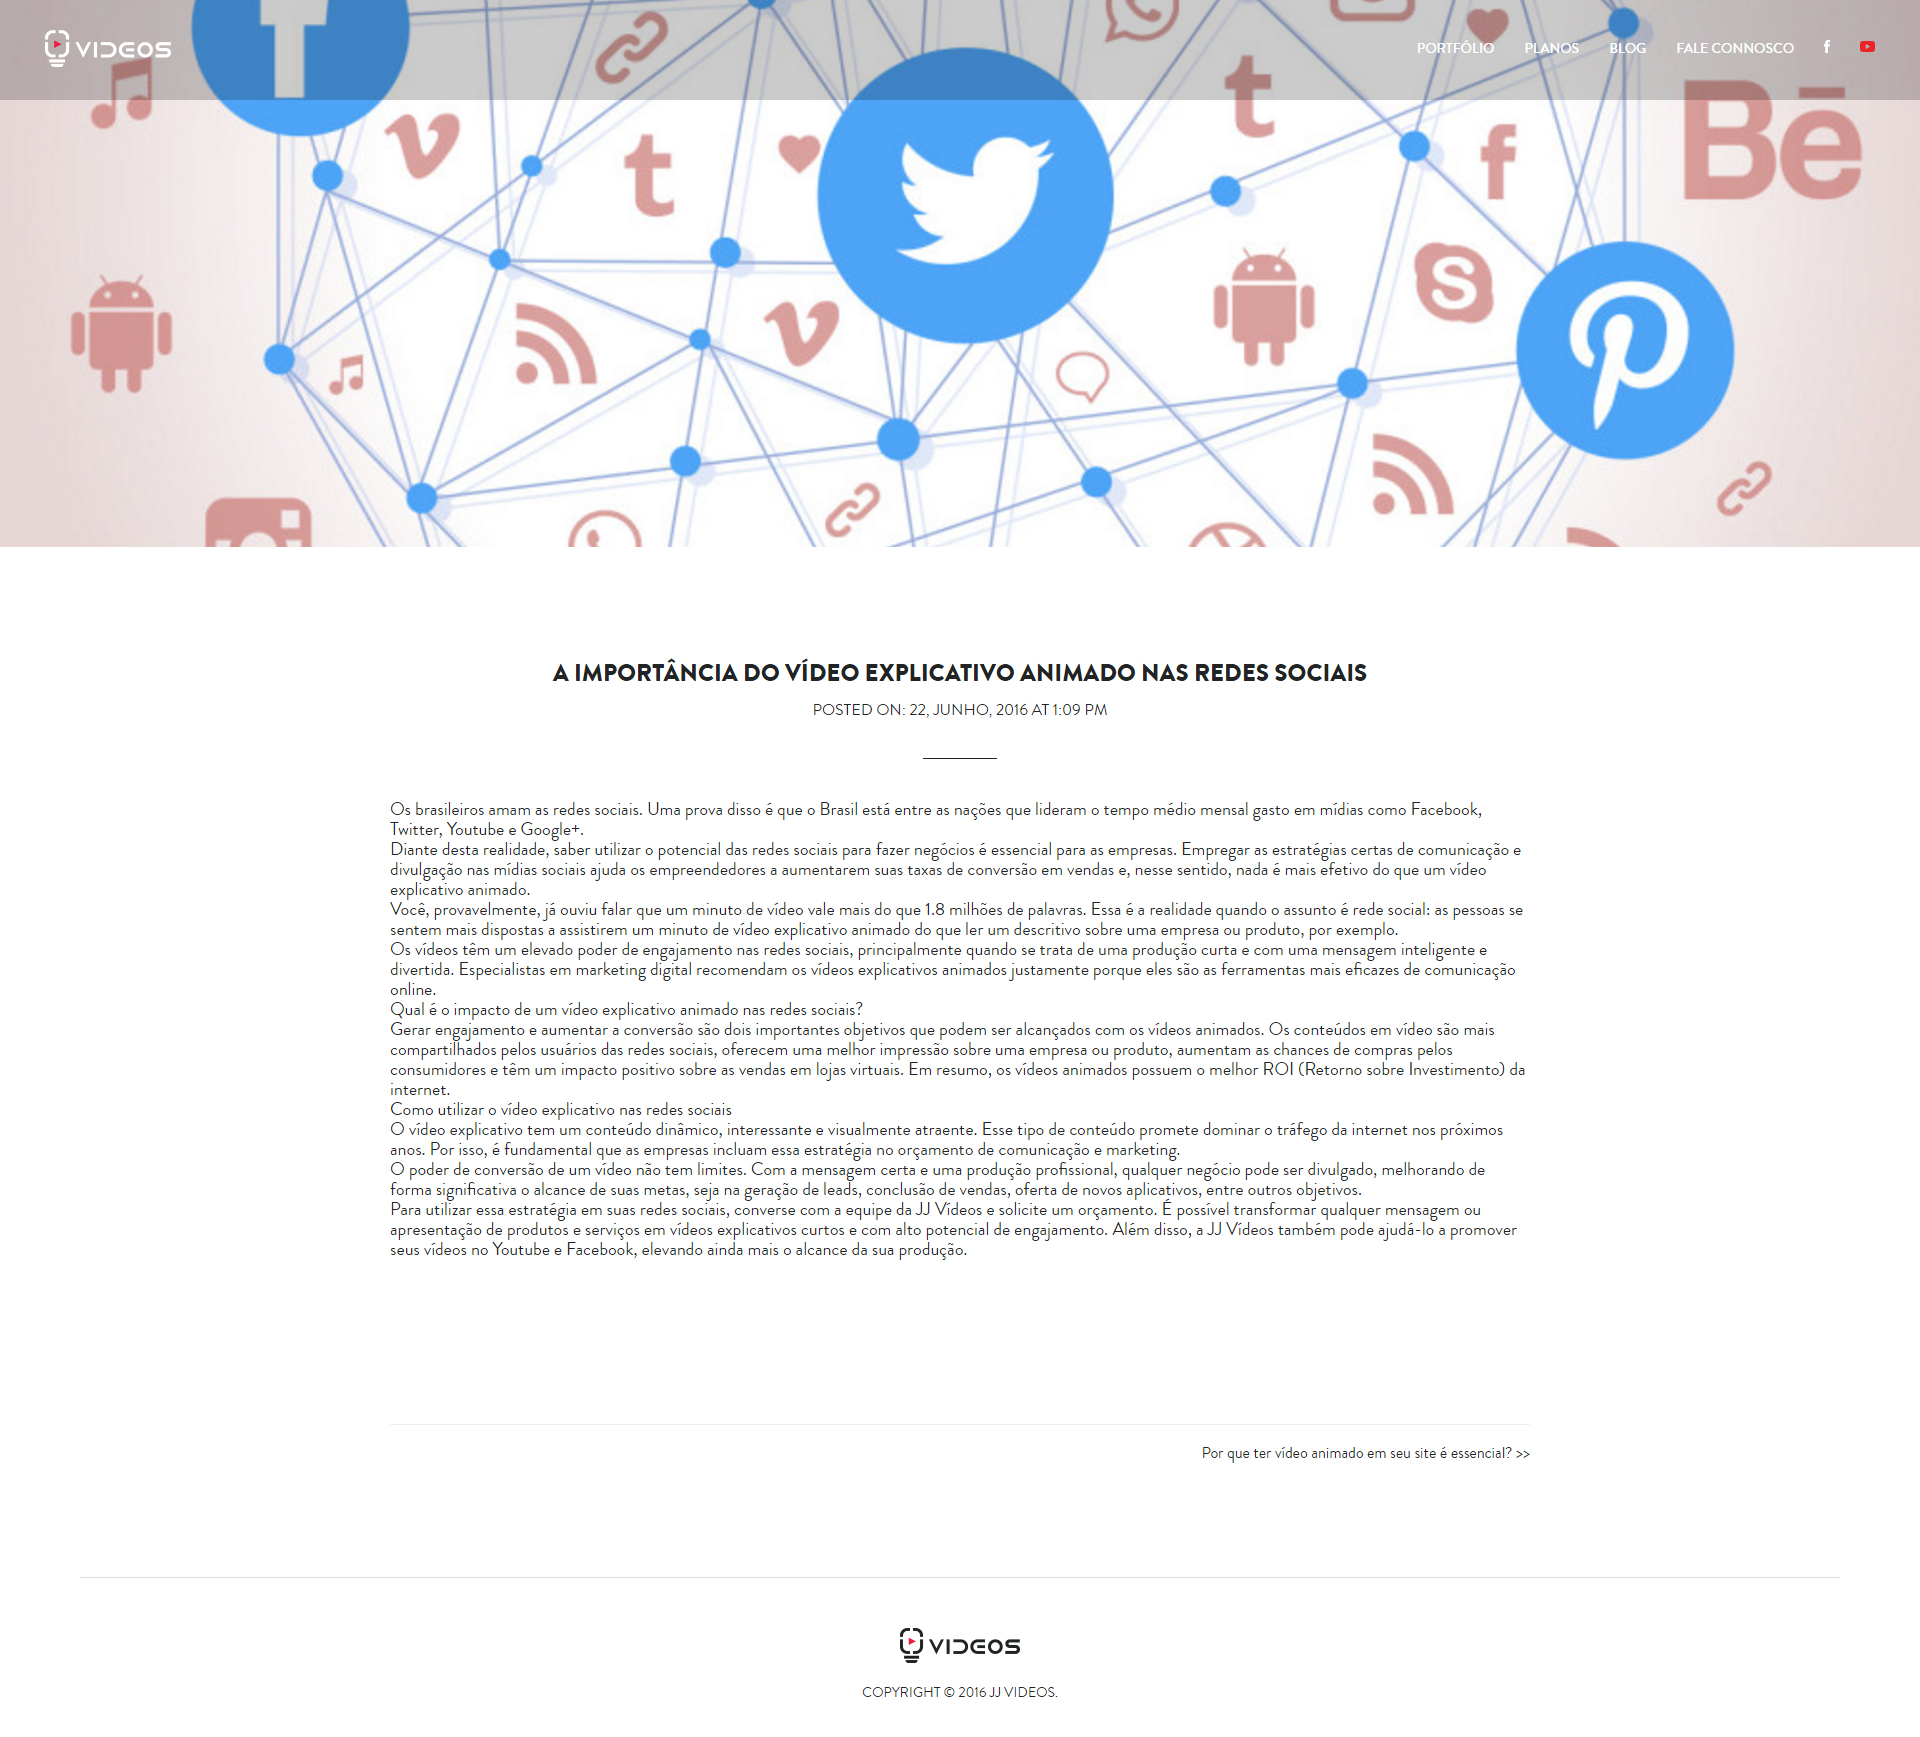 VIDEOS
PORTFÓLIO PLANOS BLOG FALE CONNOSCO
A IMPORTÂNCIA DO VÍDEO EXPLICATIVO ANIMADO NAS REDES SOCIAIS
POSTED ON: 22, JUNHO, 2016 AT 1:09 PM
Os brasileiros amam as redes sociais. Uma prova disso é que o Brasil está entre as nações que lideram o tempo médio mensal gasto em mídias como Facebook,
Twitter, Youtube e Google+.
Diante desta realidade, saber utilizar o potencial das redes sociais para fazer negócios é essencial para as empresas. Empregar as estratégias certas de comunicação e
divulgação nas mídias sociais ajuda os empreendedores a aumentarem suas taxas de conversão em vendas e, nesse sentido, nada é mais efetivo do que um vídeo
explicativo animado.
Você, provavelmente, já ouviu falar que um minuto de vídeo vale mais do que 1.8 milhões de palavras. Essa é a realidade quando o assunto é rede social: as pessoas se
sentem mais dispostas a assistirem um minuto de vídeo explicativo animado do que ler um descritivo sobre uma empresa ou produto, por exemplo.
Os vídeos têm um elevado poder de engajamento nas redes sociais, principalmente quando se trata de uma produção curta e com uma mensagem inteligente e
divertida. Especialistas em marketing digital recomendam os vídeos explicativos animados justamente porque eles são as ferramentas mais eficazes de comunicação
online.
Qual é o impacto de um vídeo explicativo animado nas redes sociais?
Gerar engajamento e aumentar a conversão são dois importantes objetivos que podem ser alcançados com os vídeos animados. Os conteúdos em vídeo são mais
compartilhados pelos usuários das redes sociais, oferecem uma melhor impressão sobre uma empresa ou produto, aumentam as chances de compras pelos
consumidores e têm um impacto positivo sobre as vendas em lojas virtuais. Em resumo, os vídeos animados possuem o melhor ROI (Retorno sobre Investimento) da
internet.
Como utilizar o vídeo explicativo nas redes sociais
O vídeo explicativo tem um conteúdo dinâmico, interessante e visualmente atraente. Esse tipo de conteúdo promete dominar o tráfego da internet nos próximos
anos. Por isso, é fundamental que as empresas incluam essa estratégia no orçamento de comunicação e marketing.
O poder de conversão de um vídeo não tem limites. Com a mensagem certa e uma produção profissional, qualquer negócio pode ser divulgado, melhorando de
forma significativa o alcance de suas metas, seja na geração de leads, conclusão de vendas, oferta de novos aplicativos, entre outros objetivos.
Para utilizar essa estratégia em suas redes sociais, converse com a equipe da JJ Vídeos e solicite um orçamento. É possível transformar qualquer mensagem ou
apresentação de produtos e serviços em vídeos explicativos curtos e com alto potencial de engajamento. Além disso, a JJ Vídeos também pode ajudá-lo a promover
seus vídeos no Youtube e Facebook, elevando ainda mais o alcance da sua produção.
Por que ter vídeo animado em seu site é essencial? >>
VIDEOS
COPYRIGHT © 2016 JJ VIDEOS.